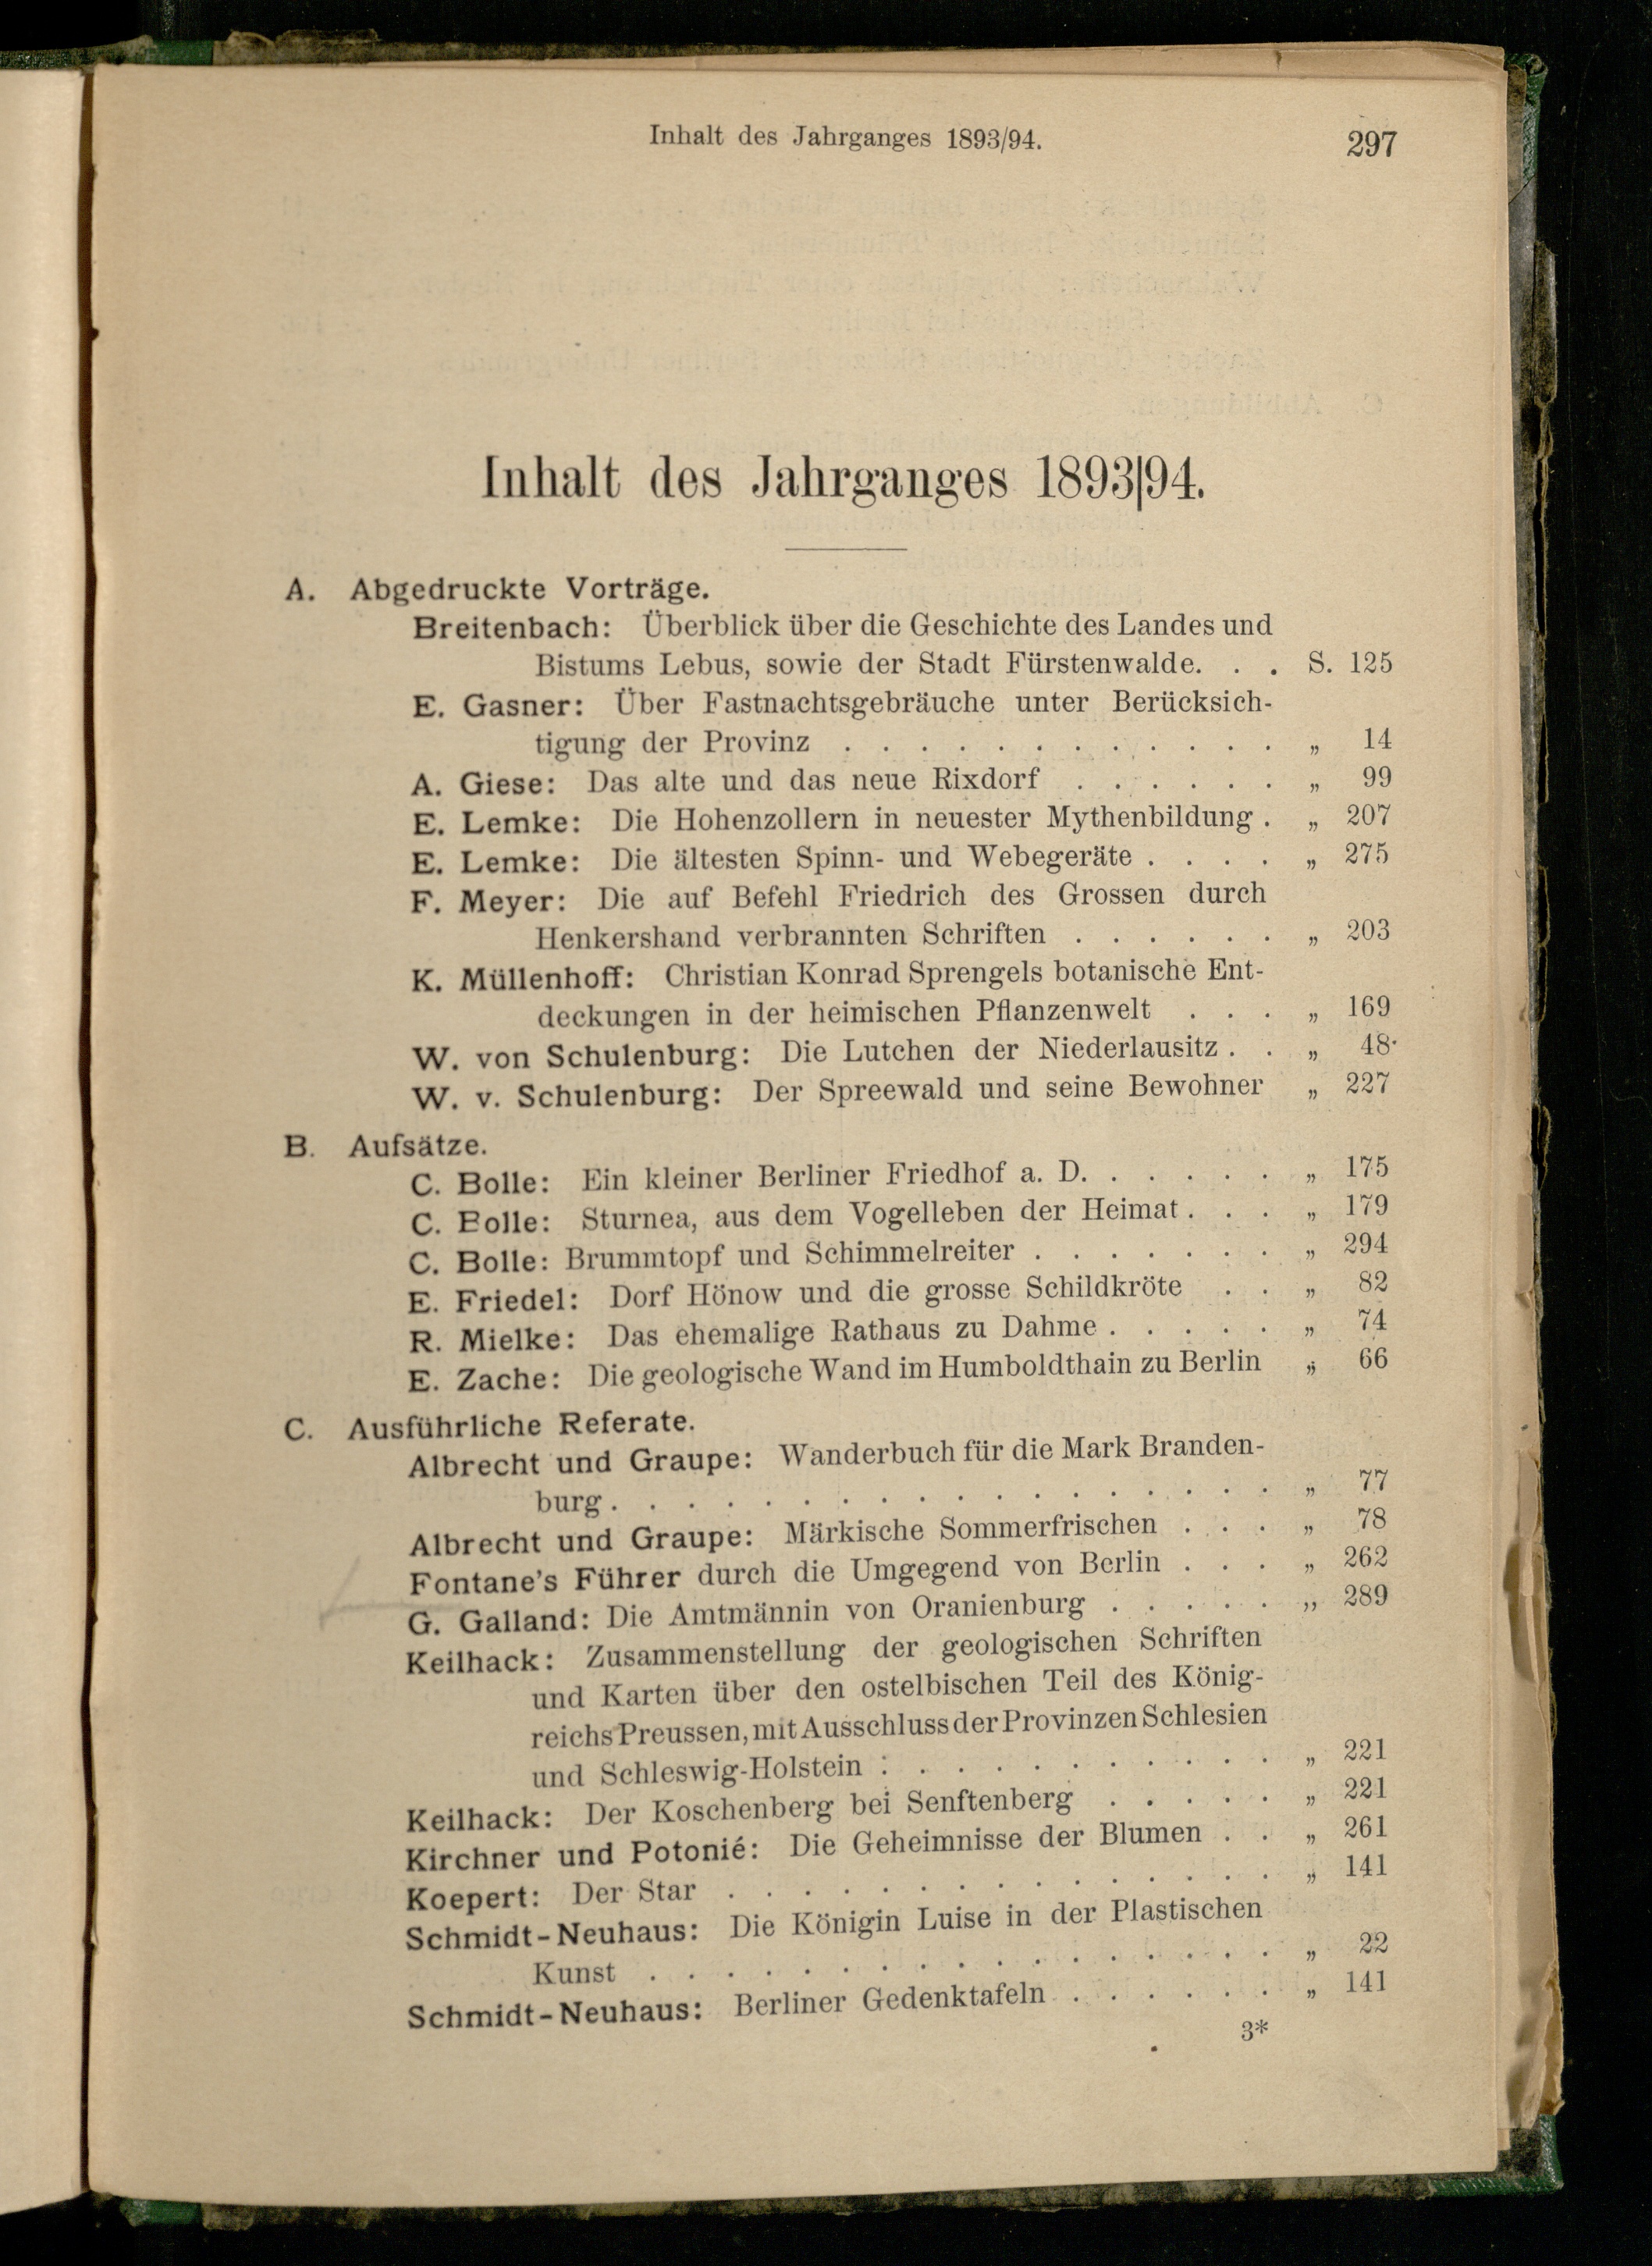 Inhalt des Jahrganges 1893/94.
297
Inhalt des Jahrganges 1893|94.
A. Abgedruckte Vorträge.
Breitenbach: Überblick über die Geschichte des Landes und
Bistums Lebus, sowie der Stadt Fürstenwalde. . . S. 125
E. Gasner: Über Fastnachtsgebräuche unter Berücksich-
tigung der Provinz . . . . . . . . . . . . „ 14
A. Giese: Das alte und das neue Rixdorf . . . . . . „ 99
E. Lemke: Die Hohenzollern in neuester Mythenbildung . „ 207
E. Lemke: Die ältesten Spinn- und Webegeräte . . . . „ 275
F. Meyer: Die auf Befehl Friedrich des Grossen durch
Henkershand verbrannten Schriften . . . . . . „ 203
K. Müllenhoff: Christian Konrad Sprengels botanische Ent-
deckungen in der heimischen Pflanzenwelt . . . „ 169
W. von Schulenburg: Die Lutchen der Niederlausitz . . „ 48
W. v. Schulenburg: Der Spreewald und seine Bewohner „ 227
B. Aufsätze.
C. Bolle: Ein kleiner Berliner Friedhof a. D. . . . . . „ 175
C. Bolle: Sturnea, aus dem Vogelleben der Heimat . . . „ 179
C. Bolle: Brummtopf und Schimmelreiter . . . . . . . „ 294
E. Friedel: Dorf Hönow und die grosse Schildkröte . . „ 82
R. Mielke: Das ehemalige Rathaus zu Dahme . . . . . „ 74
E. Zache: Die geologische Wand im Humboldthain zu Berlin „ 66
C. Ausführliche Referate.
Albrecht und Graupe: Wanderbuch für die Mark Branden-
burg . . . . . . . . . . . . . . . . . . „ 77
Albrecht und Graupe: Märkische Sommerfrischen . . . „ 78
Fontane's Führer durch die Umgegend von Berlin . . . „ 262
G. Galland: Die Amtmännin von Oranienburg . . . . . „ 289
Keilhack: Zusammenstellung der geologischen Schriften
und Karten über den ostelbischen Teil des König-
reichs Preussen, mit Ausschluss der Provinzen Schlesien
und Schleswig-Holstein : . . . . . . . . . . „ 221
Keilhack: Der Koschenberg bei Senftenberg . . . . . „ 221
Kirchner und Potonié: Die Geheimnisse der Blumen . . „ 261
Koepert: Der Star . . . . . . . . . . . . . . . „ 141
Schmidt-Neuhaus: Die Königin Luise in der Plastischen
Kunst . . . . . . . . . . . . . . . . . „ 22
Schmidt-Neuhaus: Berliner Gedenktafeln . . . . . . „ 141
3*